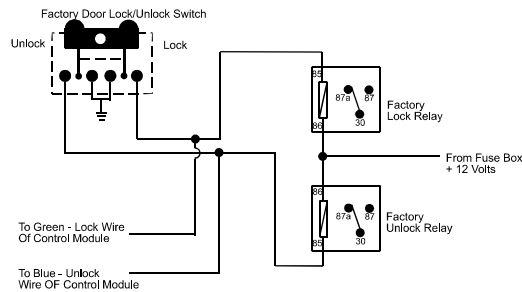 Factory Door Lock/Unlock Switch
Unlock
Lock
85
87a
87
30
86
Factory
Lock Relay
From Fuse Box
+ 12 Volts
86
87a
87
30
85
Factory
Unlock Relay
To Green - Lock Wire
Of Control Module
To Blue - Unlock
Wire OF Control Module